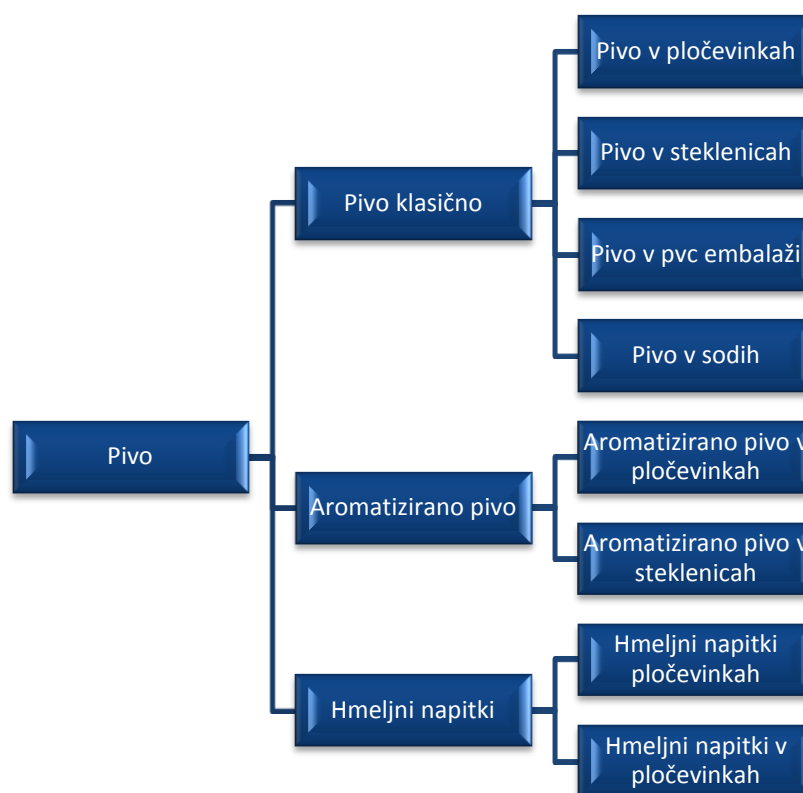 Pivo
Pivo klasično
Pivo v pločevinkah
Pivo v steklenicah
Pivo v pvc embalaži
Pivo v sodih
Aromatizirano pivo
Aromatizirano pivo v
pločevinkah
Aromatizirano pivo v
steklenicah
Hmeljni napitki
Hmeljni napitki
pločevinkah
Hmeljni napitki v
pločevinkah